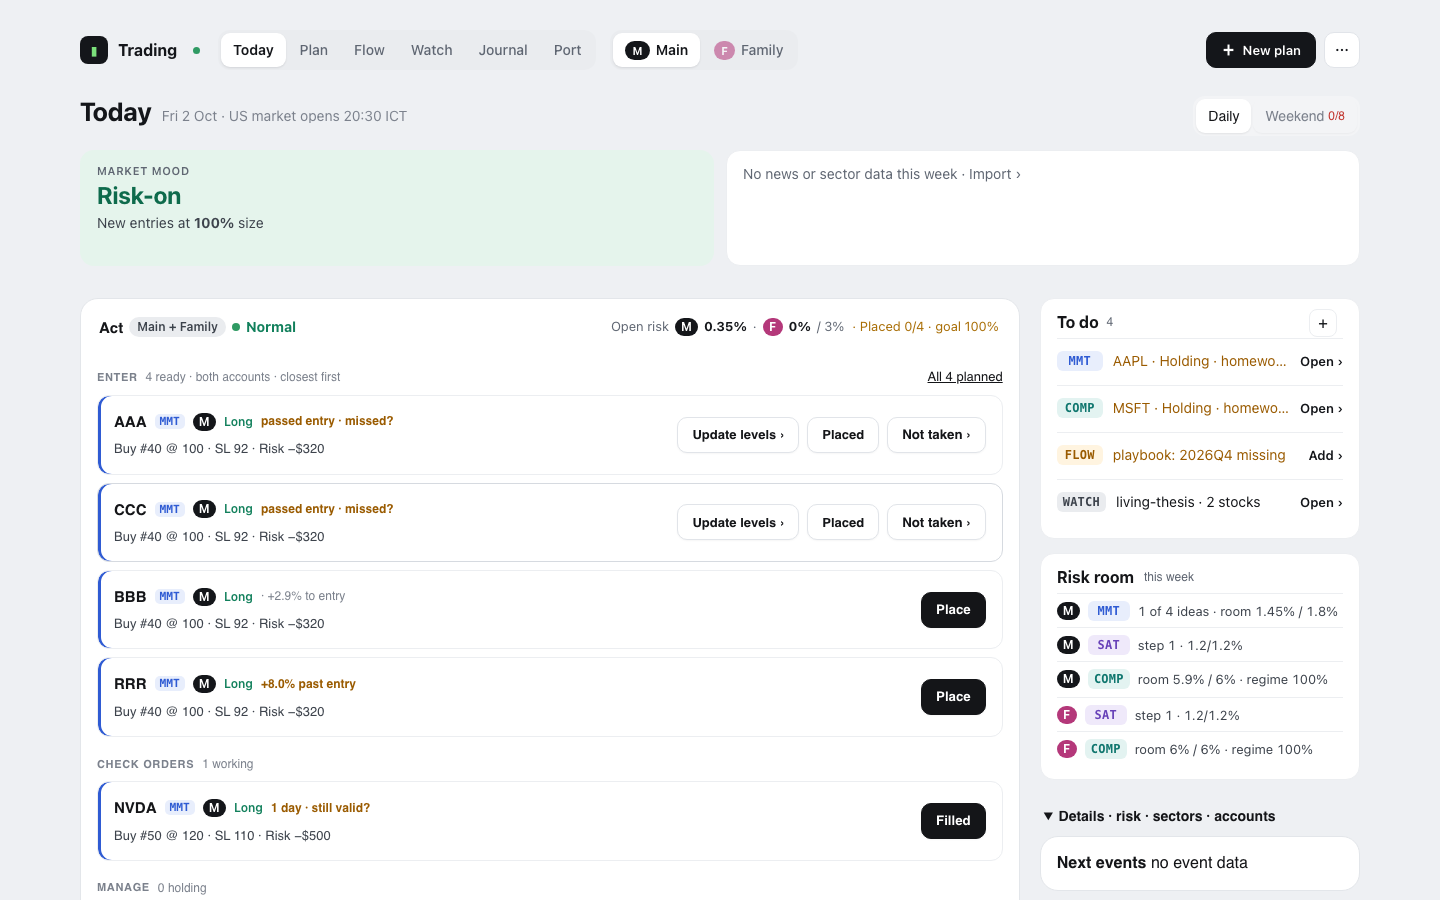 Trading
Today Plan Flow Watch Journal Port
M Main F Family
+ New plan ···
Today Fri 2 Oct · US market opens 20:30 ICT
Daily Weekend 0/8
MARKET MOOD
Risk-on
New entries at 100% size
No news or sector data this week · Import ›
Act Main + Family Normal
Open risk M 0.35% · F 0% / 3% · Placed 0/4 · goal 100%
ENTER 4 ready · both accounts · closest first
All 4 planned
AAA MMT M Long passed entry · missed?
Buy #40 @ 100 · SL 92 · Risk −$320
Update levels › Placed Not taken ›
CCC MMT M Long passed entry · missed?
Buy #40 @ 100 · SL 92 · Risk −$320
Update levels › Placed Not taken ›
BBB MMT M Long · +2.9% to entry
Buy #40 @ 100 · SL 92 · Risk −$320
Place
RRR MMT M Long +8.0% past entry
Buy #40 @ 100 · SL 92 · Risk −$320
Place
CHECK ORDERS 1 working
NVDA MMT M Long 1 day · still valid?
Buy #50 @ 120 · SL 110 · Risk −$500
Filled
MANAGE 0 holding
To do 4 +
MMT AAPL · Holding · homewo... Open ›
COMP MSFT · Holding · homewo... Open ›
FLOW playbook: 2026Q4 missing Add ›
WATCH living-thesis · 2 stocks Open ›
Risk room this week
M MMT 1 of 4 ideas · room 1.45% / 1.8%
M SAT step 1 · 1.2/1.2%
M COMP room 5.9% / 6% · regime 100%
F SAT step 1 · 1.2/1.2%
F COMP room 6% / 6% · regime 100%
▼ Details · risk · sectors · accounts
Next events no event data